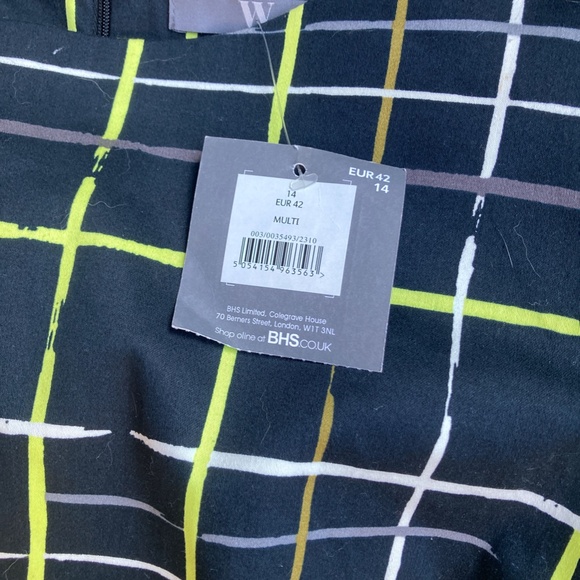 W
EUR 42
14
14
EUR 42
MULTI
003/0035493/2310
5 054154 963563 >
BHS Limited, Colegrave House
70 Berners Street, London, W1T 3NL
Shop oline at BHS.CO.UK